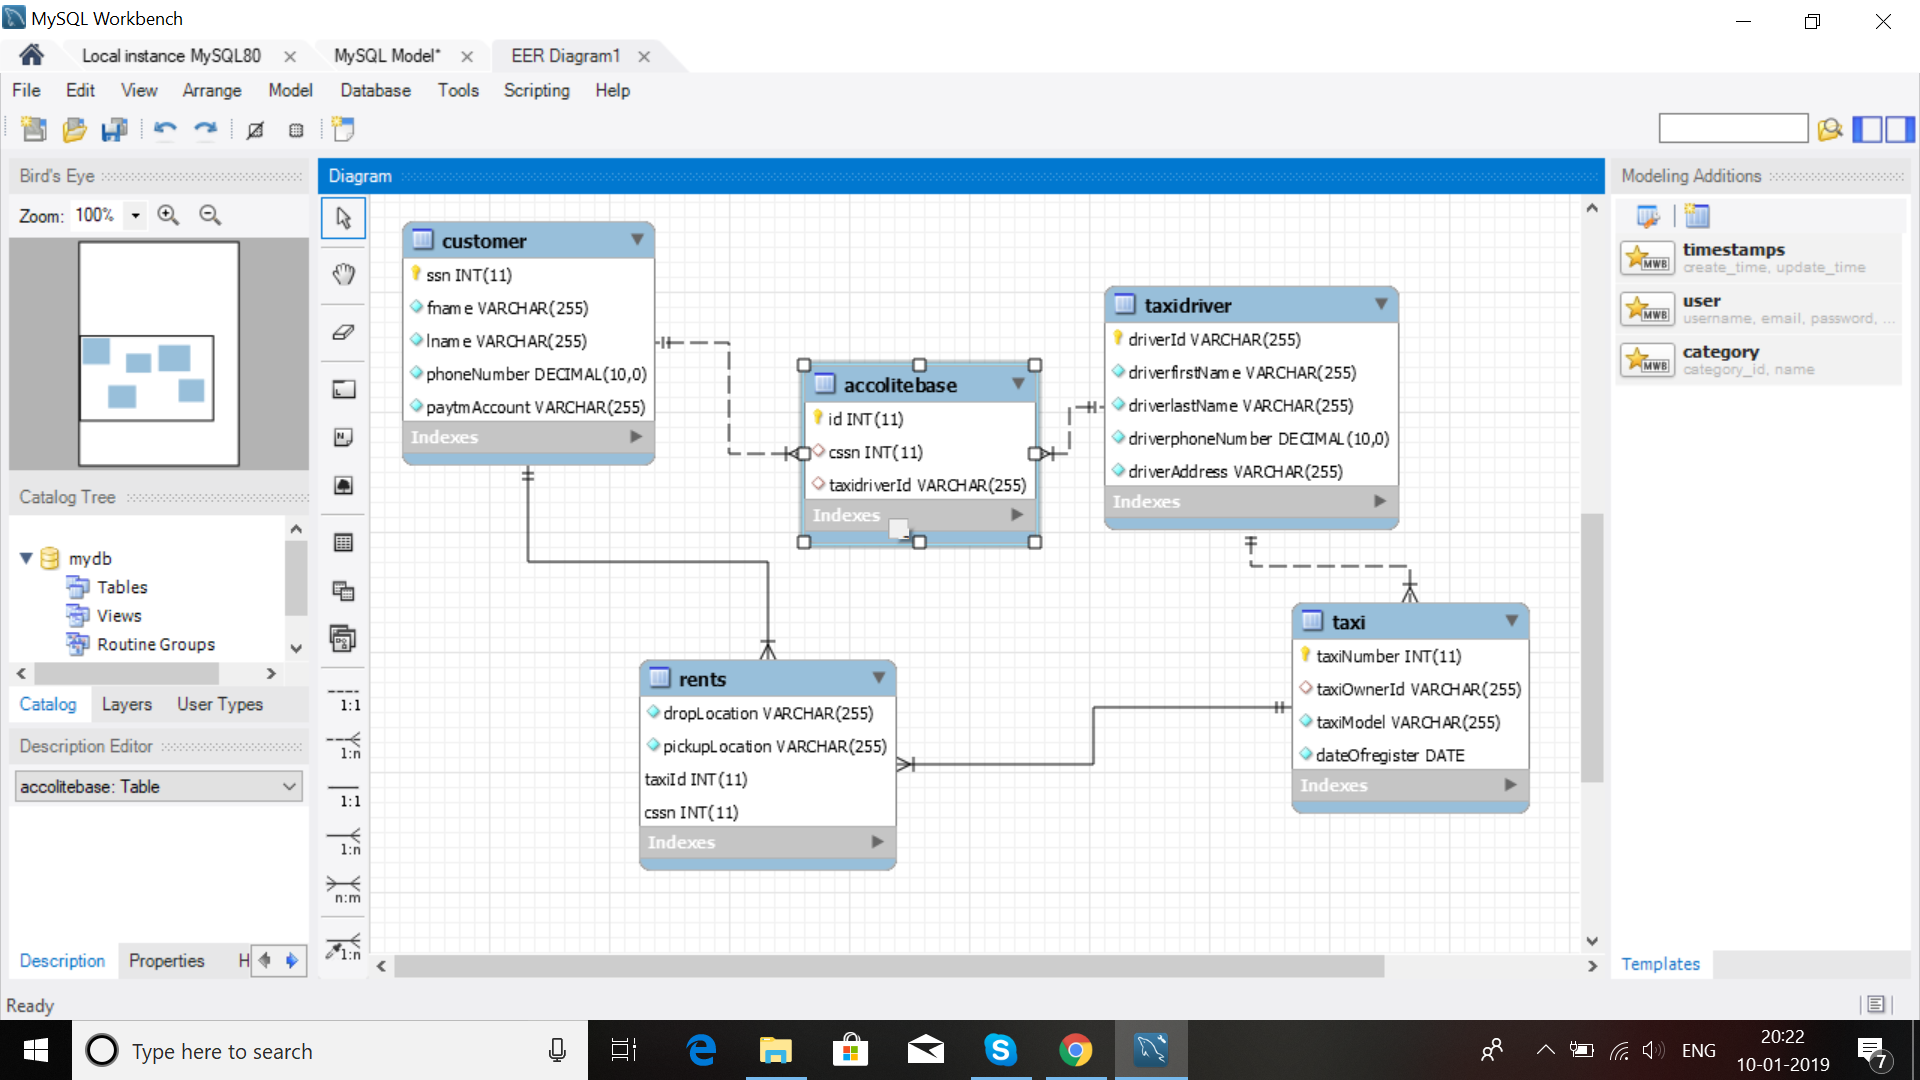 MySQL Workbench
Local instance MySQL80
MySQL Model*
EER Diagram1
File Edit View Arrange Model Database Tools Scripting Help
Bird's Eye
Zoom: 100%
Catalog Tree
mydb
Tables
Views
Routine Groups
Catalog Layers User Types
Description Editor
accolitebase: Table
Description Properties H
Ready
Diagram
1:1
1:n
1:1
1:n
n:m
1:n
customer
ssn INT(11)
fname VARCHAR(255)
lname VARCHAR(255)
phoneNumber DECIMAL(10,0)
paytmAccount VARCHAR(255)
Indexes
accolitebase
id INT(11)
cssn INT(11)
taxidriverId VARCHAR(255)
Indexes
taxidriver
driverId VARCHAR(255)
driverfirstName VARCHAR(255)
driverlastName VARCHAR(255)
driverphoneNumber DECIMAL(10,0)
driverAddress VARCHAR(255)
Indexes
rents
dropLocation VARCHAR(255)
pickupLocation VARCHAR(255)
taxiId INT(11)
cssn INT(11)
Indexes
taxi
taxiNumber INT(11)
taxiOwnerId VARCHAR(255)
taxiModel VARCHAR(255)
dateOfregister DATE
Indexes
Modeling Additions
MWB
timestamps
create_time, update_time
MWB
user
username, email, password, ...
MWB
category
category_id, name
Templates
Type here to search
ENG
20:22
10-01-2019
7